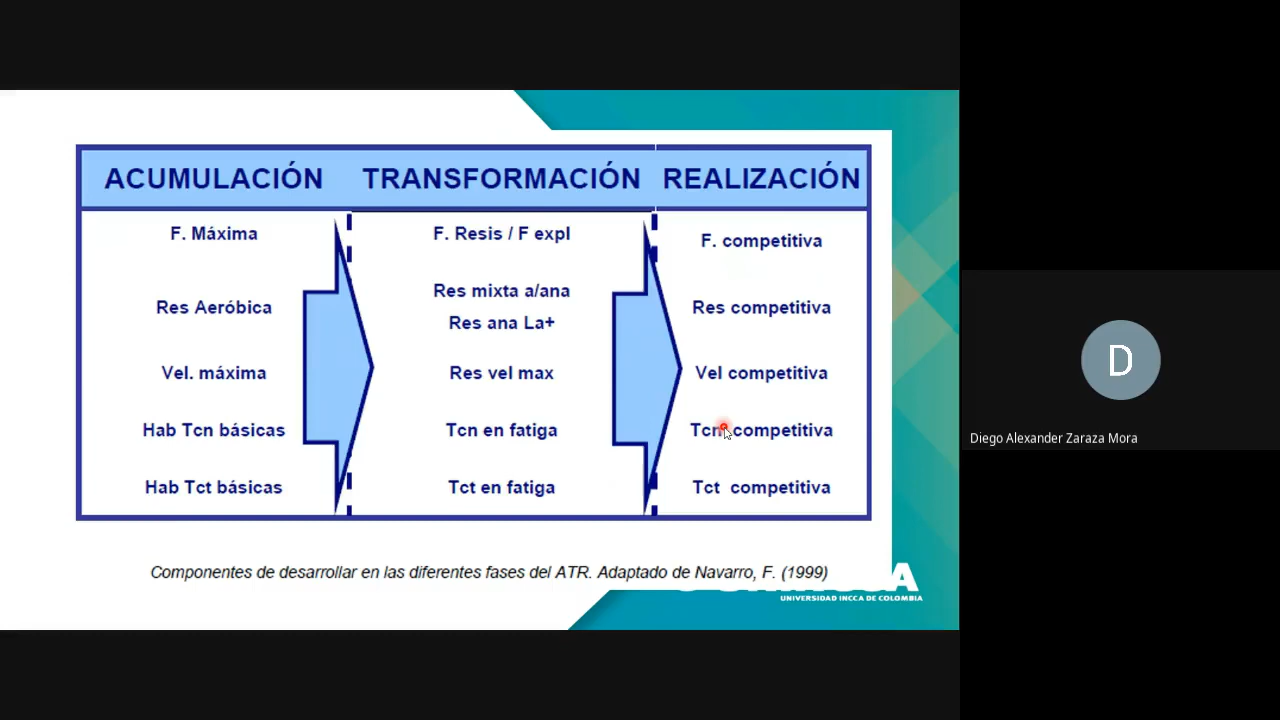 ACUMULACIÓN TRANSFORMACIÓN REALIZACIÓN
F. Máxima F. Resis / F expl F. competitiva
Res Aeróbica Res mixta a/ana Res competitiva
Res ana La+
Vel. máxima Res vel max Vel competitiva
Hab Tcn básicas Tcn en fatiga Tcn competitiva
Hab Tct básicas Tct en fatiga Tct competitiva
Componentes de desarrollar en las diferentes fases del ATR. Adaptado de Navarro, F. (1999)
UNIVERSIDAD INCCA DE COLOMBIA
D
Diego Alexander Zaraza Mora